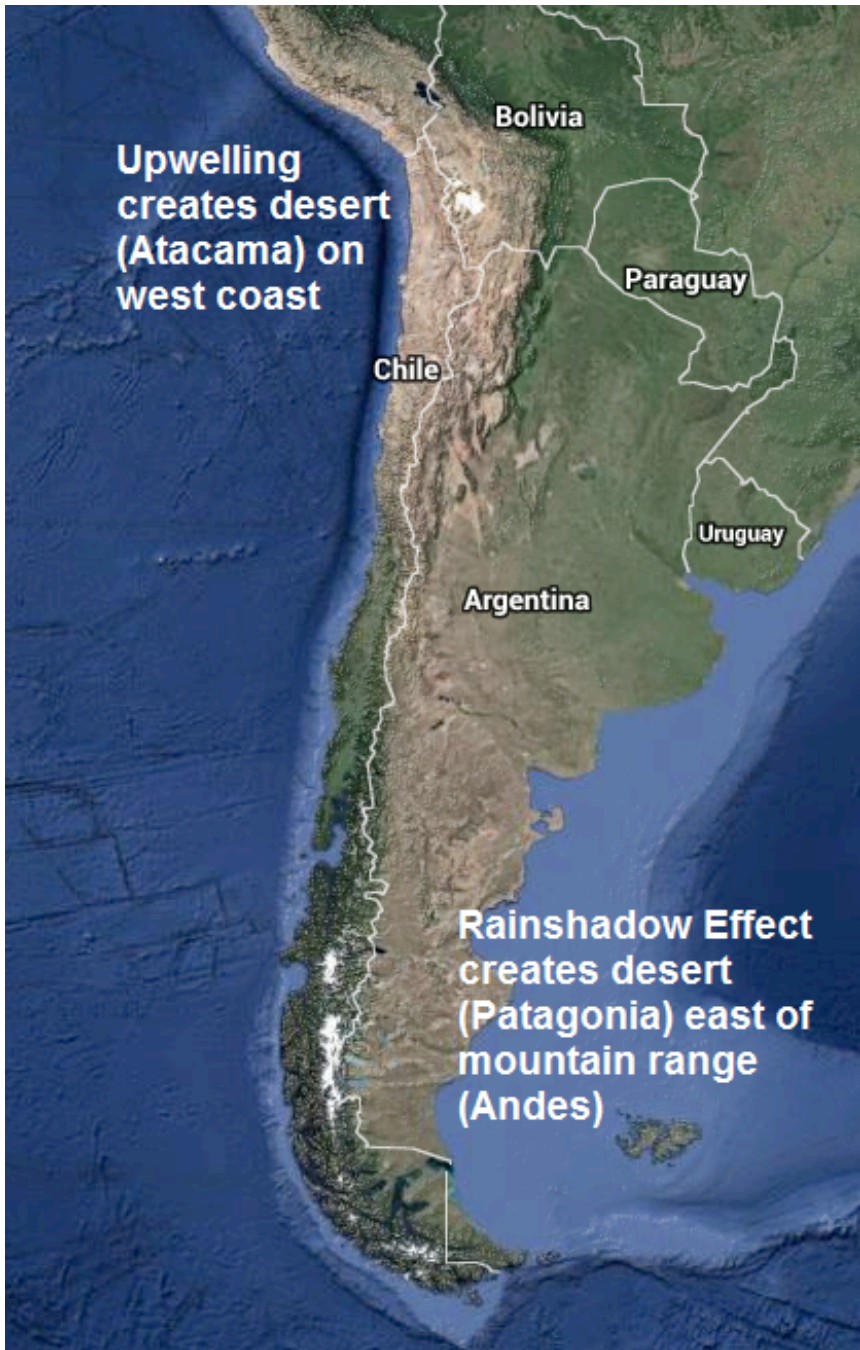 Bolivia
Upwelling
creates desert
(Atacama) on
west coast
Paraguay
Chile
Uruguay
Argentina
Rainshadow Effect
creates desert
(Patagonia) east of
mountain range
(Andes)